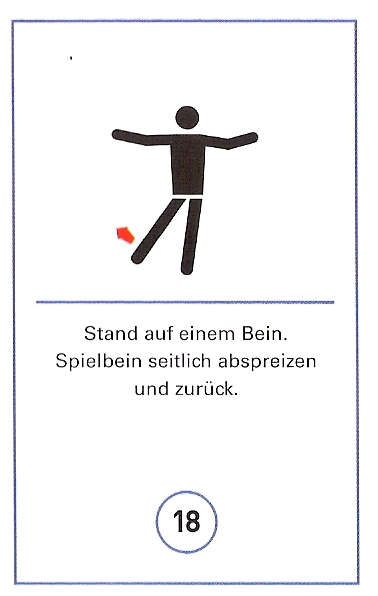 Stand auf einem Bein.
Spielbein seitlich abspreizen
und zurück.
18